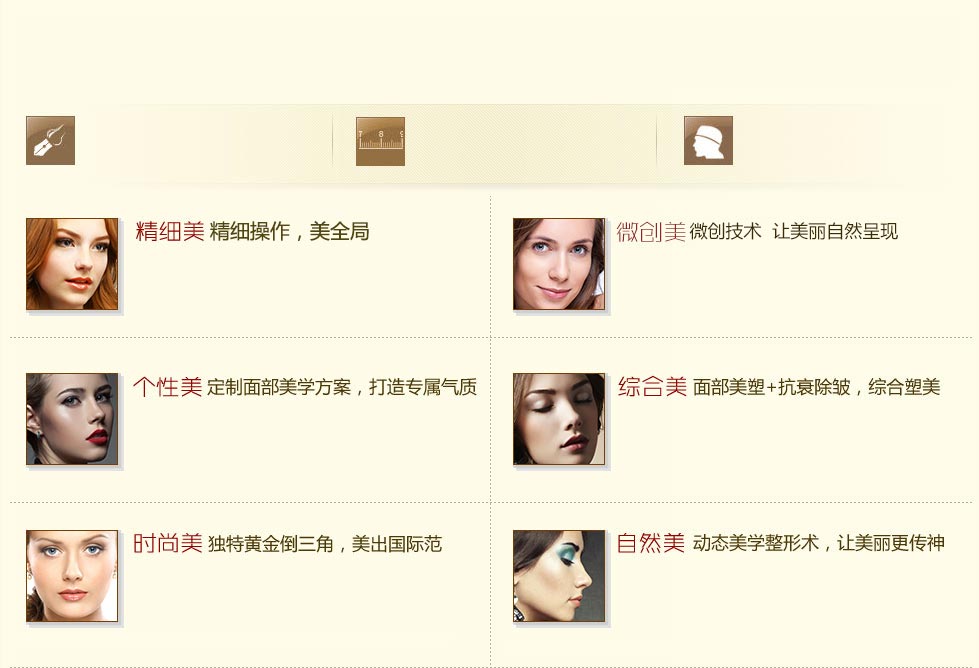 7 8 9
精细美 精细操作，美全局
微创美 微创技术 让美丽自然呈现
个性美 定制面部美学方案，打造专属气质
综合美 面部美塑+抗衰除皱，综合塑美
时尚美 独特黄金倒三角，美出国际范
自然美 动态美学整形术，让美丽更传神